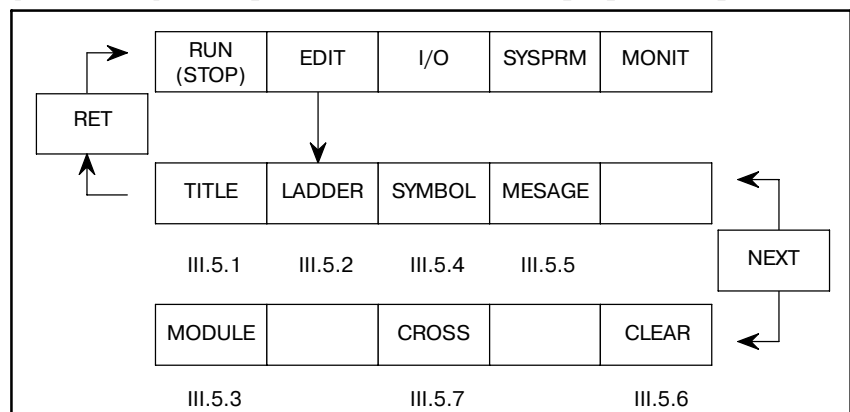 RUN (STOP) EDIT I/O SYSPRM MONIT
RET
TITLE LADDER SYMBOL MESAGE
III.5.1 III.5.2 III.5.4 III.5.5
NEXT
MODULE CROSS CLEAR
III.5.3 III.5.7 III.5.6